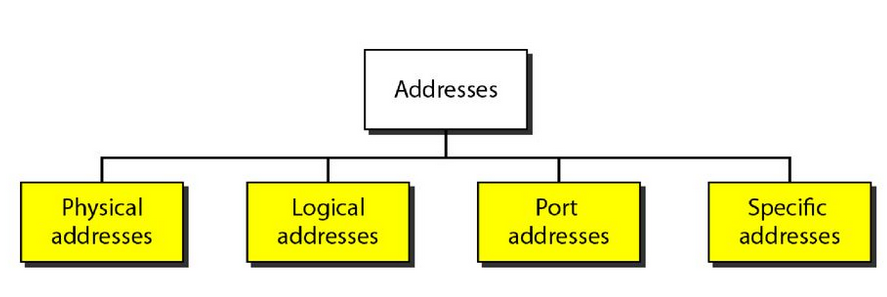 Addresses
Physical
addresses
Logical
addresses
Port
addresses
Specific
addresses